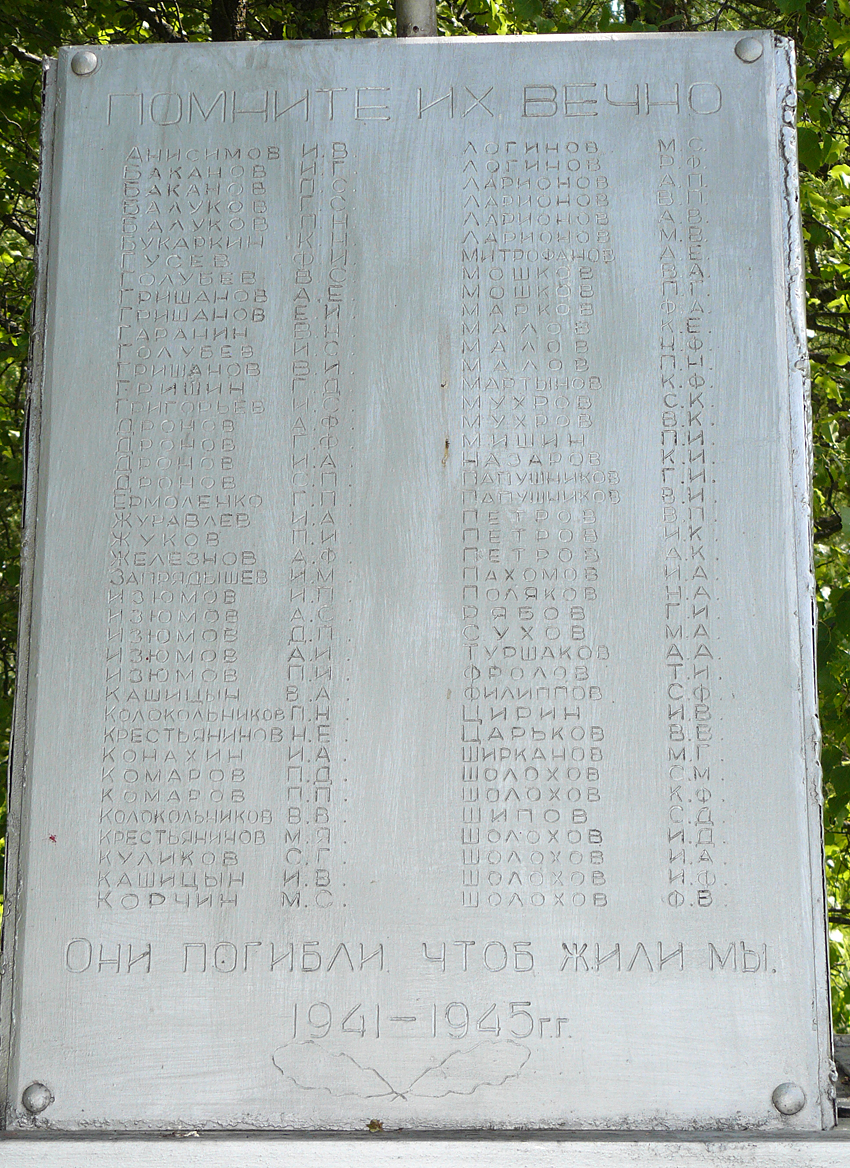 ПОМНИТЕ ИХ ВЕЧНО
АНИСИМОВ И.В.
БАКАНОВ И.Г.
БАКАНОВ П.С.
БАЛУКОВ Г.С.
БАЛУКОВ П.Н.
БУКАРКИН К.Н.
ГУСЕВ Ф.И.
ГОЛУБЕВ В.С.
ГРИШАНОВ А.Е.
ГРИШАНОВ Е.И.
ГАРАНИН В.Н.
ГОЛУБЕВ И.С.
ГРИШАНОВ В.И.
ГРИШИН Г.Д.
ГРИГОРЬЕВ И.С.
ДРОНОВ А.Ф.
ДРОНОВ Г.Ф.
ДРОНОВ И.А.
ДРОНОВ С.П.
ЕРМОЛЕНКО Г.П.
ЖУРАВЛЕВ И.А.
ЖУКОВ П.И.
ЖЕЛЕЗНОВ А.Ф.
ЗАПРЯДЫШЕВ И.М.
ИЗЮМОВ И.П.
ИЗЮМОВ А.С.
ИЗЮМОВ Д.П.
ИЗЮМОВ А.И.
ИЗЮМОВ П.И.
КАШИЦЫН В.А.
КОЛОКОЛЬНИКОВ П.Н.
КРЕСТЬЯНИНОВ Н.Е.
КОНАХИН И.А.
КОМАРОВ П.Д.
КОМАРОВ П.П.
КОЛОКОЛЬНИКОВ В.В.
КРЕСТЬЯНИНОВ М.Я.
КУЛИКОВ С.Г.
КАШИЦЫН И.В.
КОРЧИН М.С.
ЛОГИНОВ М.С.
ЛОГИНОВ Р.Ф.
ЛАРИОНОВ А.П.
ЛАРИОНОВ В.П.
ЛАРИОНОВ А.В.
ЛАРИОНОВ М.В.
МИТРОФАНОВ А.Е.
МОШКОВ В.А.
МОШКОВ П.Г.
МАРКОВ Ф.А.
МАЛОВ К.Е.
МАЛОВ Н.Ф.
МАЛОВ П.Н.
МАРТЫНОВ К.Ф.
МУХРОВ С.К.
МУХРОВ В.К.
МИШИН П.И.
НАЗАРОВ К.И.
ПАПУШНИКОВ Г.И.
ПАПУШНИКОВ В.И.
ПЕТРОВ В.П.
ПЕТРОВ И.К.
ПЕТРОВ А.К.
ПАХОМОВ И.А.
ПОЛЯКОВ Н.А.
РЯБОВ Г.И.
СУХОВ М.А.
ТУРШАКОВ А.А.
ФРОЛОВ Т.И.
ФИЛИППОВ С.Ф.
ЦИРИН И.В.
ЦАРЬКОВ В.В.
ШИРКАНОВ М.Г.
ШОЛОХОВ С.М.
ШОЛОХОВ К.Ф.
ШИПОВ С.Д.
ШОЛОХОВ И.Д.
ШОЛОХОВ И.А.
ШОЛОХОВ И.Ф.
ШОЛОХОВ Ф.В.
ОНИ ПОГИБЛИ, ЧТОБ ЖИЛИ МЫ.
1941-1945гг.